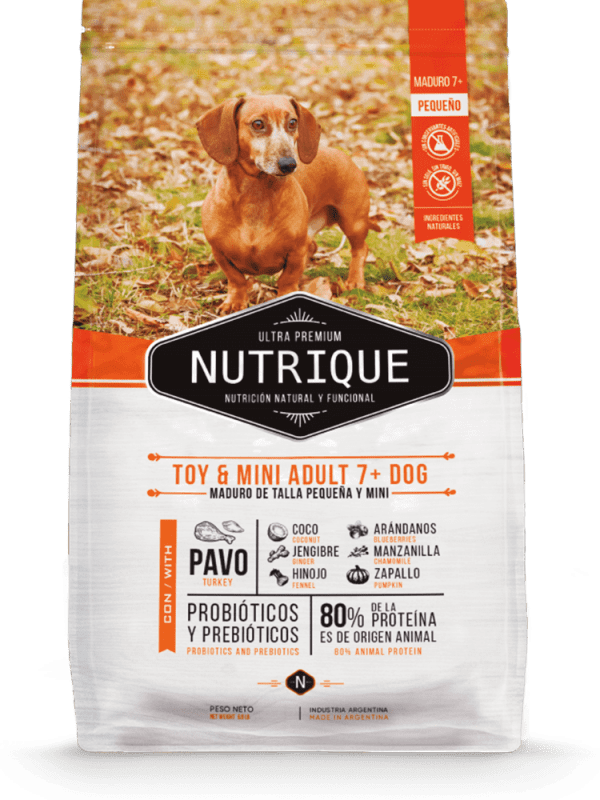 MADURO 7+
PEQUEÑO
INGREDIENTES
NATURALES
ULTRA PREMIUM
NUTRIQUE
NUTRICIÓN NATURAL Y FUNCIONAL
TOY & MINI ADULT 7+ DOG
MADURO DE TALLA PEQUEÑA Y MINI
CON / WITH
PAVO
TURKEY
COCO
COCONUT
JENGIBRE
GINGER
HINOJO
FENNEL
ARÁNDANOS
BLUEBERRIES
MANZANILLA
CHAMOMILE
ZAPALLO
PUMPKIN
PROBIÓTICOS
Y PREBIÓTICOS
PROBIOTICS AND PREBIOTICS
80% DE LA PROTEÍNA
ES DE ORIGEN ANIMAL
80% ANIMAL PROTEIN
N
PESO NETO
NET WEIGHT
INDUSTRIA ARGENTINA
MADE IN ARGENTINA